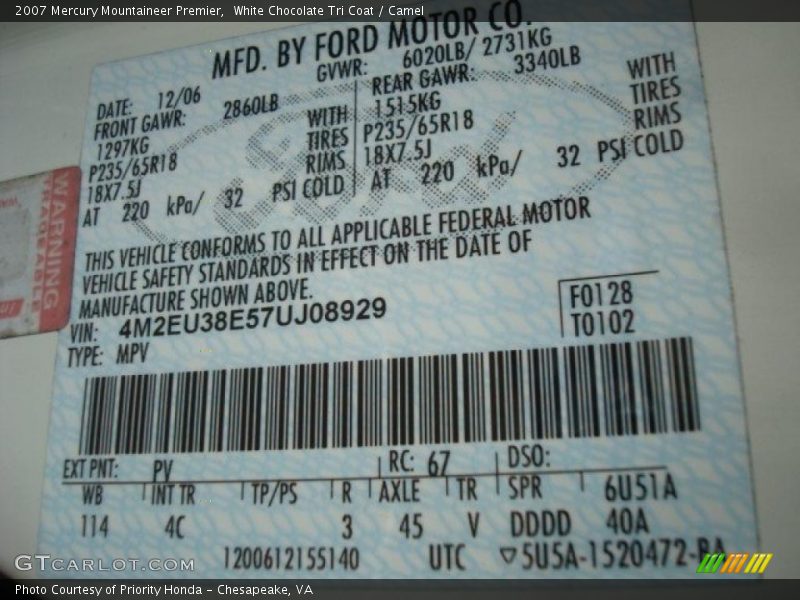 2007 Mercury Mountaineer Premier,  White Chocolate Tri Coat / Camel
MFD. BY FORD MOTOR CO.
DATE: 12/06
GVWR: 6020LB/ 2731KG
FRONT GAWR: 2860LB
REAR GAWR: 3340LB
1297KG WITH
1515KG WITH
P235/65R18 TIRES
P235/65R18 TIRES
18X7.5J RIMS
18X7.5J RIMS
AT 220 kPa/ 32 PSI COLD
AT 220 kPa/ 32 PSI COLD
THIS VEHICLE CONFORMS TO ALL APPLICABLE FEDERAL MOTOR
VEHICLE SAFETY STANDARDS IN EFFECT ON THE DATE OF
MANUFACTURE SHOWN ABOVE.
VIN: 4M2EU38E57UJ08929
TYPE: MPV
F0128
T0102
EXT PNT: PV RC: 67 DSO:
WB INT TR TP/PS R AXLE TR SPR 6U51A
114 4C 3 45 V DDDD 40A
1200612155140 UTC ▽5U5A-1520472-BA
WARNING
Ford
GTCARLOT.COM
Photo Courtesy of Priority Honda - Chesapeake, VA